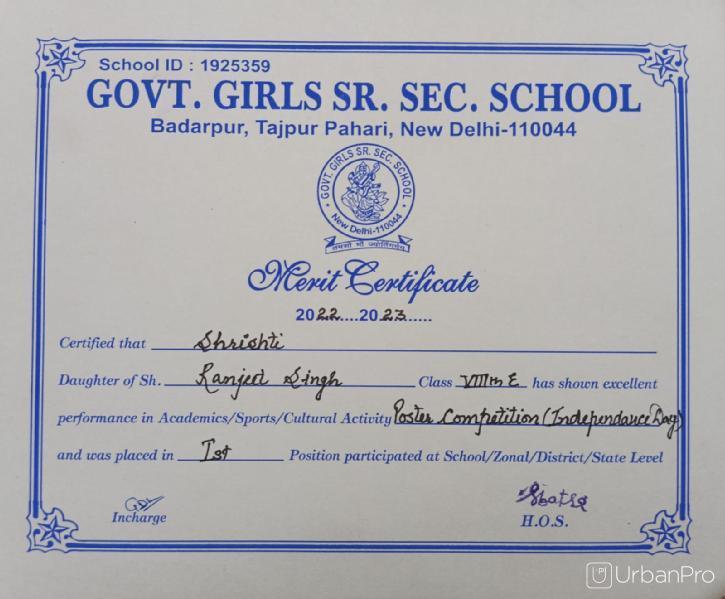 School ID : 1925359
GOVT. GIRLS SR. SEC. SCHOOL
Badarpur, Tajpur Pahari, New Delhi-110044
GOVT. GIRLS SR. SEC. SCHOOL
New Delhi-110044
तमसो मा ज्योतिर्गमय
Merit Certificate
2022....2023.....
Certified that Shrishti
Daughter of Sh. Ranjeet Singh Class VIIIth E has shown excellent
performance in Academics/Sports/Cultural Activity Poster Competition (Independance Day)
and was placed in Ist Position participated at School/Zonal/District/State Level
Incharge
H.O.S.
UrbanPro